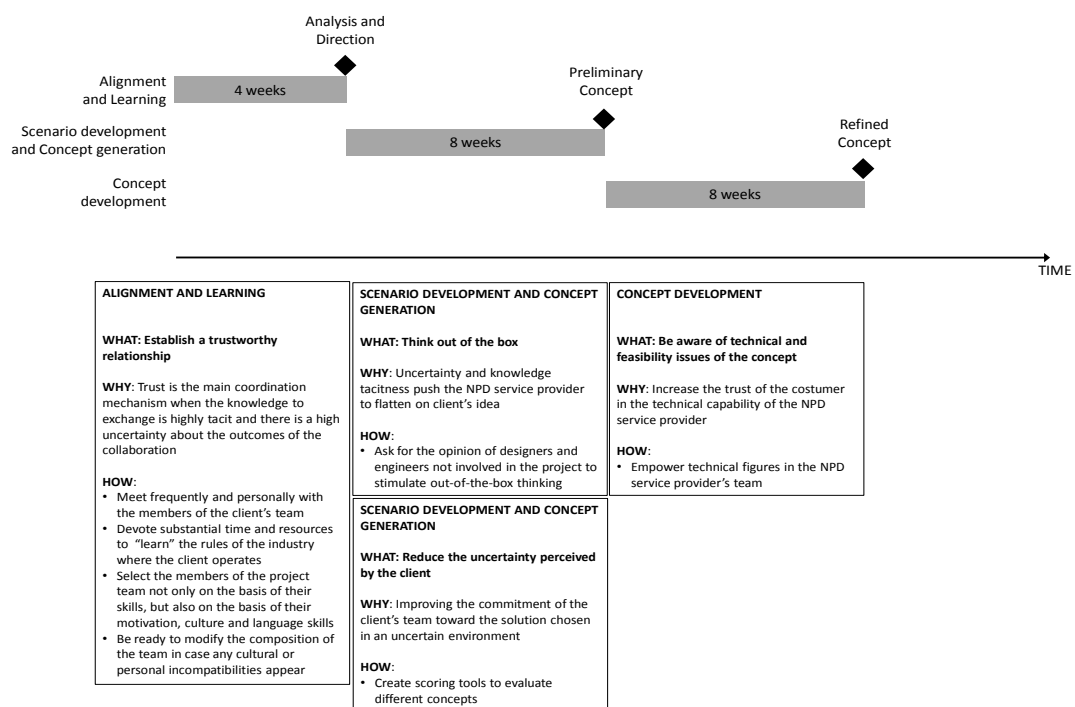 Analysis and
Direction
Alignment
and Learning
4 weeks
Preliminary
Concept
Scenario development
and Concept generation
8 weeks
Refined
Concept
Concept
development
8 weeks
TIME
ALIGNMENT AND LEARNING
WHAT: Establish a trustworthy
relationship
WHY: Trust is the main coordination
mechanism when the knowledge to
exchange is highly tacit and there is a high
uncertainty about the outcomes of the
collaboration
HOW:
• Meet frequently and personally with
the members of the client's team
• Devote substantial time and resources
to “learn” the rules of the industry
where the client operates
• Select the members of the project
team not only on the basis of their
skills, but also on the basis of their
motivation, culture and language skills
• Be ready to modify the composition of
the team in case any cultural or
personal incompatibilities appear
SCENARIO DEVELOPMENT AND CONCEPT
GENERATION
WHAT: Think out of the box
WHY: Uncertainty and knowledge
tacitness push the NPD service provider
to flatten on client's idea
HOW:
• Ask for the opinion of designers and
engineers not involved in the project to
stimulate out-of-the-box thinking
SCENARIO DEVELOPMENT AND CONCEPT
GENERATION
WHAT: Reduce the uncertainty perceived
by the client
WHY: Improving the commitment of the
client's team toward the solution chosen
in an uncertain environment
HOW:
• Create scoring tools to evaluate
different concepts
CONCEPT DEVELOPMENT
WHAT: Be aware of technical and
feasibility issues of the concept
WHY: Increase the trust of the costumer
in the technical capability of the NPD
service provider
HOW:
• Empower technical figures in the NPD
service provider's team